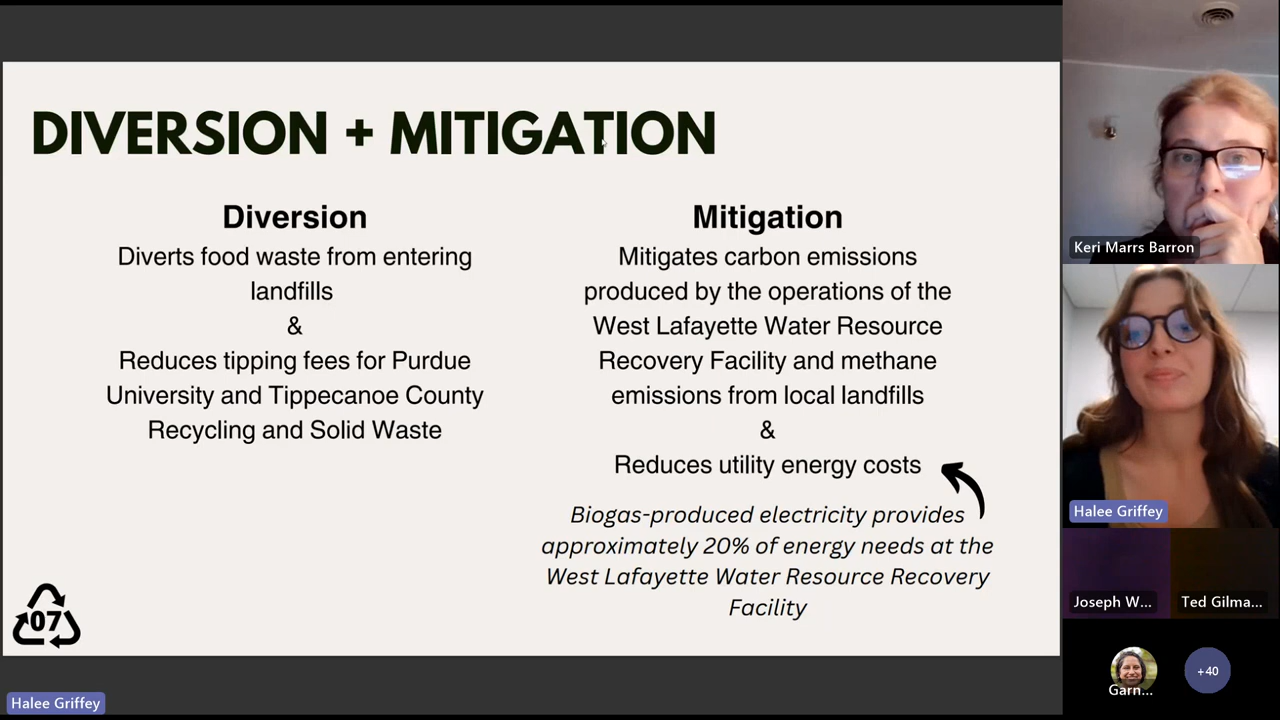 DIVERSION + MITIGATION
Diversion
Diverts food waste from entering
landfills
&
Reduces tipping fees for Purdue
University and Tippecanoe County
Recycling and Solid Waste
Mitigation
Mitigates carbon emissions
produced by the operations of the
West Lafayette Water Resource
Recovery Facility and methane
emissions from local landfills
&
Reduces utility energy costs
Biogas-produced electricity provides
approximately 20% of energy needs at the
West Lafayette Water Resource Recovery
Facility
07
Halee Griffey
Keri Marrs Barron
Halee Griffey
Joseph W...
Ted Gilma...
Garn...
+40